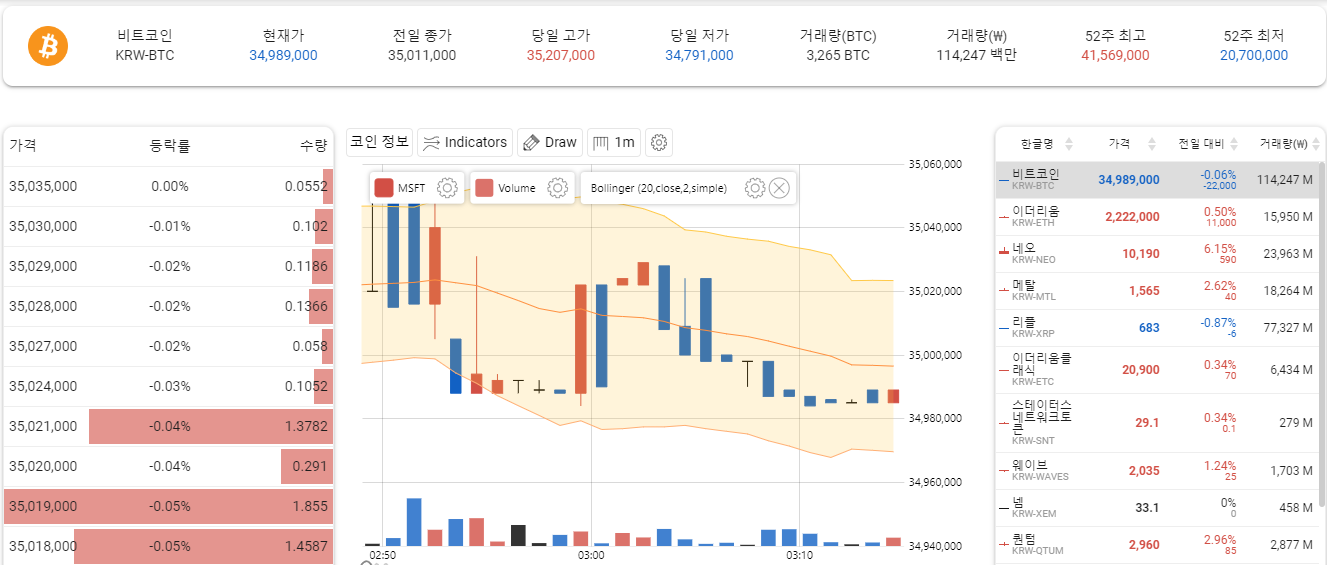 비트코인
KRW-BTC
현재가
34,989,000
전일 종가
35,011,000
당일 고가
35,207,000
당일 저가
34,791,000
거래량(BTC)
3,265 BTC
거래량(₩)
114,247 백만
52주 최고
41,569,000
52주 최저
20,700,000
가격 등락률 수량
35,035,000 0.00% 0.0552
35,030,000 -0.01% 0.102
35,029,000 -0.02% 0.1186
35,028,000 -0.02% 0.1366
35,027,000 -0.02% 0.058
35,024,000 -0.03% 0.1052
35,021,000 -0.04% 1.3782
35,020,000 -0.04% 0.291
35,019,000 -0.05% 1.855
35,018,000 -0.05% 1.4587
코인 정보 Indicators Draw 1m
MSFT Volume Bollinger (20,close,2,simple)
35,060,000
35,040,000
35,020,000
35,000,000
34,980,000
34,960,000
34,940,000
02:50 03:00 03:10
한글명 가격 전일 대비 거래량(₩)
비트코인 34,989,000 -0.06% 114,247 M
KRW-BTC -22,000
이더리움 2,222,000 0.50% 15,950 M
KRW-ETH 11,000
네오 10,190 6.15% 23,963 M
KRW-NEO 590
메탈 1,565 2.62% 18,264 M
KRW-MTL 40
리플 683 -0.87% 77,327 M
KRW-XRP -6
이더리움클
래식 20,900 0.34% 6,434 M
KRW-ETC 70
스테이터스
네트워크토
큰 29.1 0.34% 279 M
KRW-SNT 0.1
웨이브 2,035 1.24% 1,703 M
KRW-WAVES 25
넴 33.1 0% 458 M
KRW-XEM 0
퀀텀 2,960 2.96% 2,877 M
KRW-QTUM 85